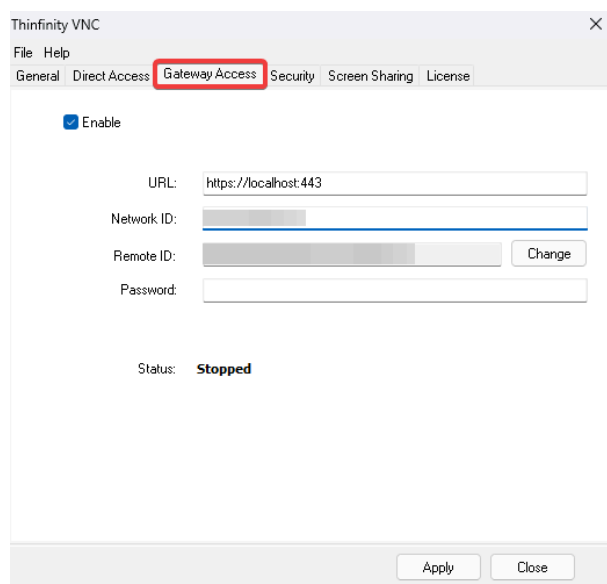 Thinfinity VNC
File Help
General Direct Access Gateway Access Security Screen Sharing License
Enable
URL: https://localhost:443
Network ID:
Remote ID: Change
Password:
Status: Stopped
Apply Close